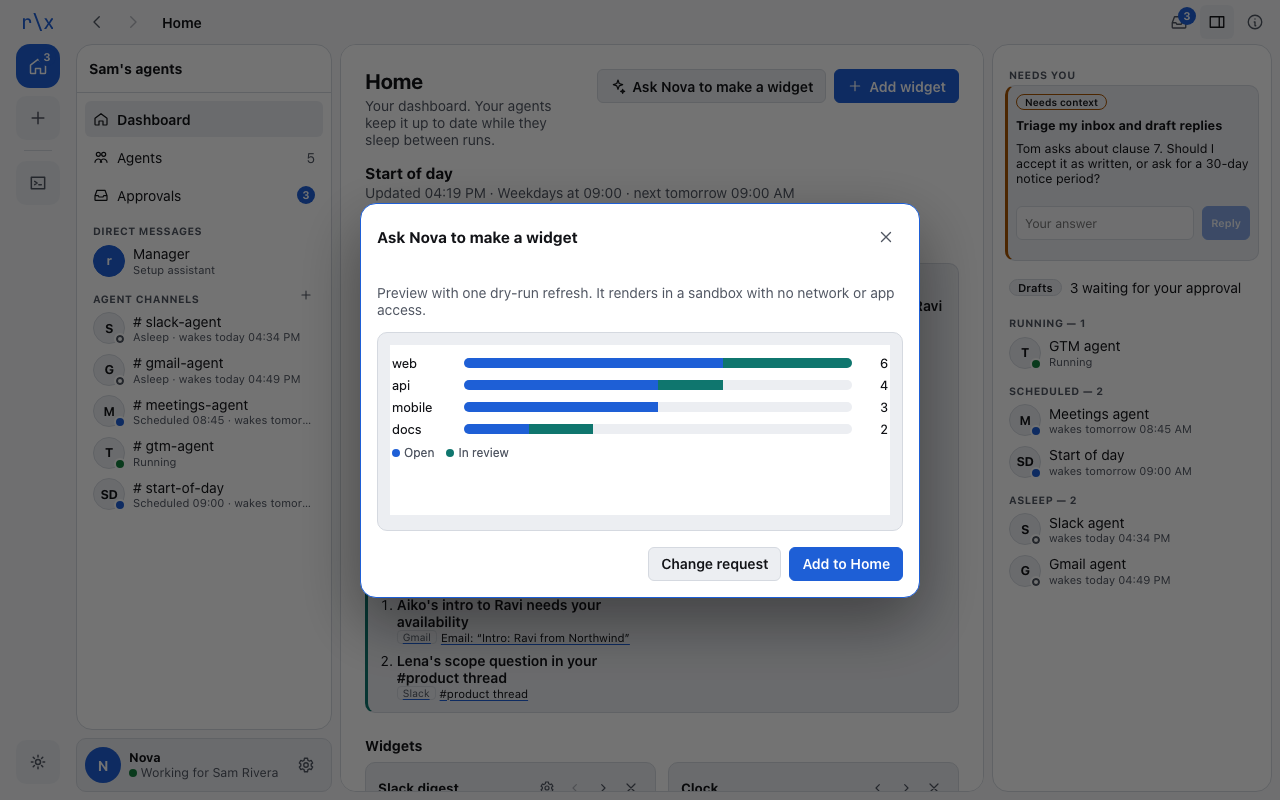 r\x
Home
3
3
Sam's agents
Dashboard
Agents
5
Approvals
3
DIRECT MESSAGES
r
Manager
Setup assistant
AGENT CHANNELS
S
# slack-agent
Asleep · wakes today 04:34 PM
G
# gmail-agent
Asleep · wakes today 04:49 PM
M
# meetings-agent
Scheduled 08:45 · wakes tomor...
T
# gtm-agent
Running
SD
# start-of-day
Scheduled 09:00 · wakes tomor...
N
Nova
Working for Sam Rivera
Home
Your dashboard. Your agents
keep it up to date while they
sleep between runs.
Ask Nova to make a widget
Add widget
Start of day
Updated 04:19 PM · Weekdays at 09:00 · next tomorrow 09:00 AM
Ravi
Ask Nova to make a widget
Preview with one dry-run refresh. It renders in a sandbox with no network or app
access.
web
6
api
4
mobile
3
docs
2
Open
In review
Change request
Add to Home
1. Aiko's intro to Ravi needs your
availability
Gmail
Email: "Intro: Ravi from Northwind"
2. Lena's scope question in your
#product thread
Slack
#product thread
Widgets
Slack digest
Clock
NEEDS YOU
Needs context
Triage my inbox and draft replies
Tom asks about clause 7. Should I
accept it as written, or ask for a 30-day
notice period?
Your answer
Reply
Drafts
3 waiting for your approval
RUNNING — 1
T
GTM agent
Running
SCHEDULED — 2
M
Meetings agent
wakes tomorrow 08:45 AM
SD
Start of day
wakes tomorrow 09:00 AM
ASLEEP — 2
S
Slack agent
wakes today 04:34 PM
G
Gmail agent
wakes today 04:49 PM